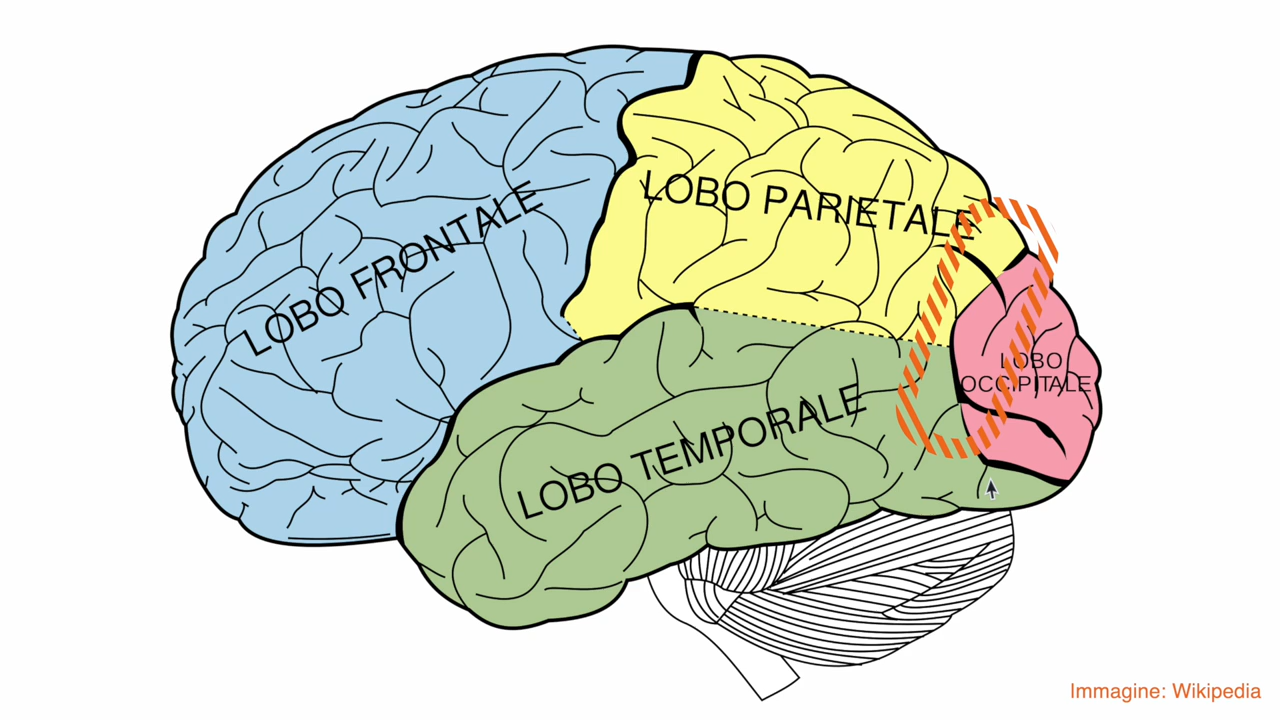 LOBO FRONTALE
LOBO PARIETALE
LOBO
OCCIPITALE
LOBO TEMPORALE
Immagine: Wikipedia